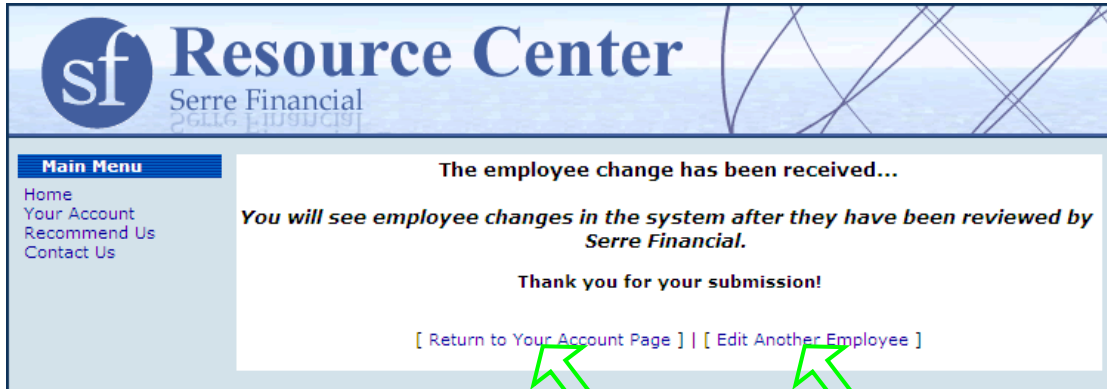 sf Resource Center
Serre Financial
Main Menu
Home
Your Account
Recommend Us
Contact Us
The employee change has been received...
You will see employee changes in the system after they have been reviewed by
Serre Financial.
Thank you for your submission!
[ Return to Your Account Page ] | [ Edit Another Employee ]